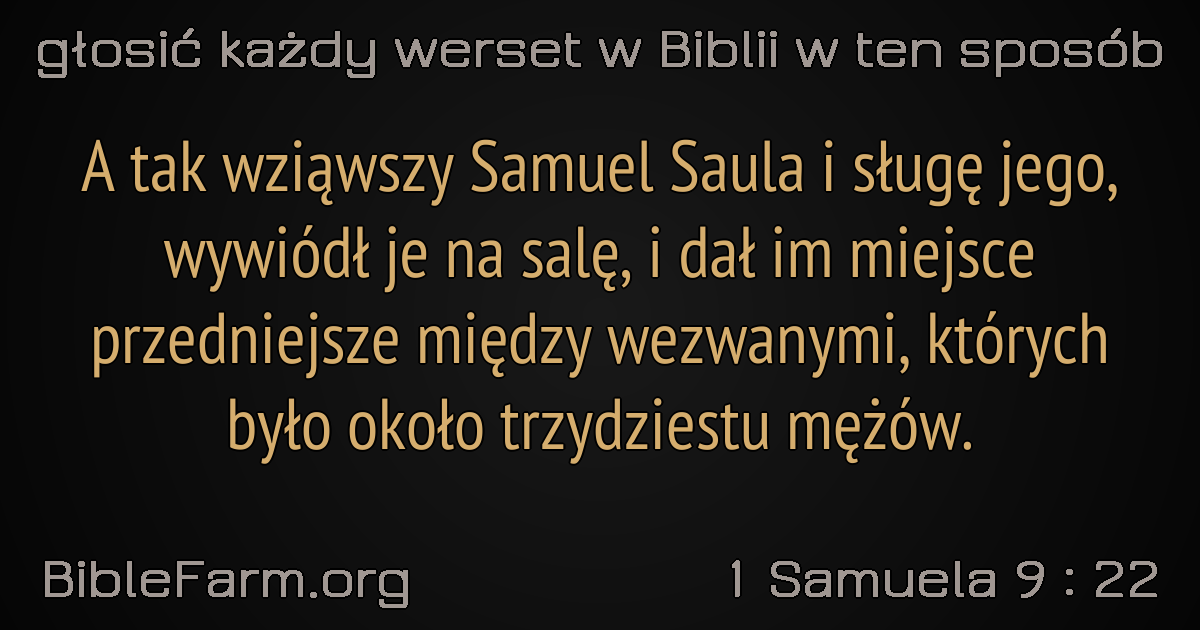 głosić każdy werset w Biblii w ten sposób
A tak wziąwszy Samuel Saula i sługę jego,
wywiódł je na salę, i dał im miejsce
przedniejsze między wezwanymi, których
było około trzydziestu mężów.
BibleFarm.org
1 Samuela 9 : 22